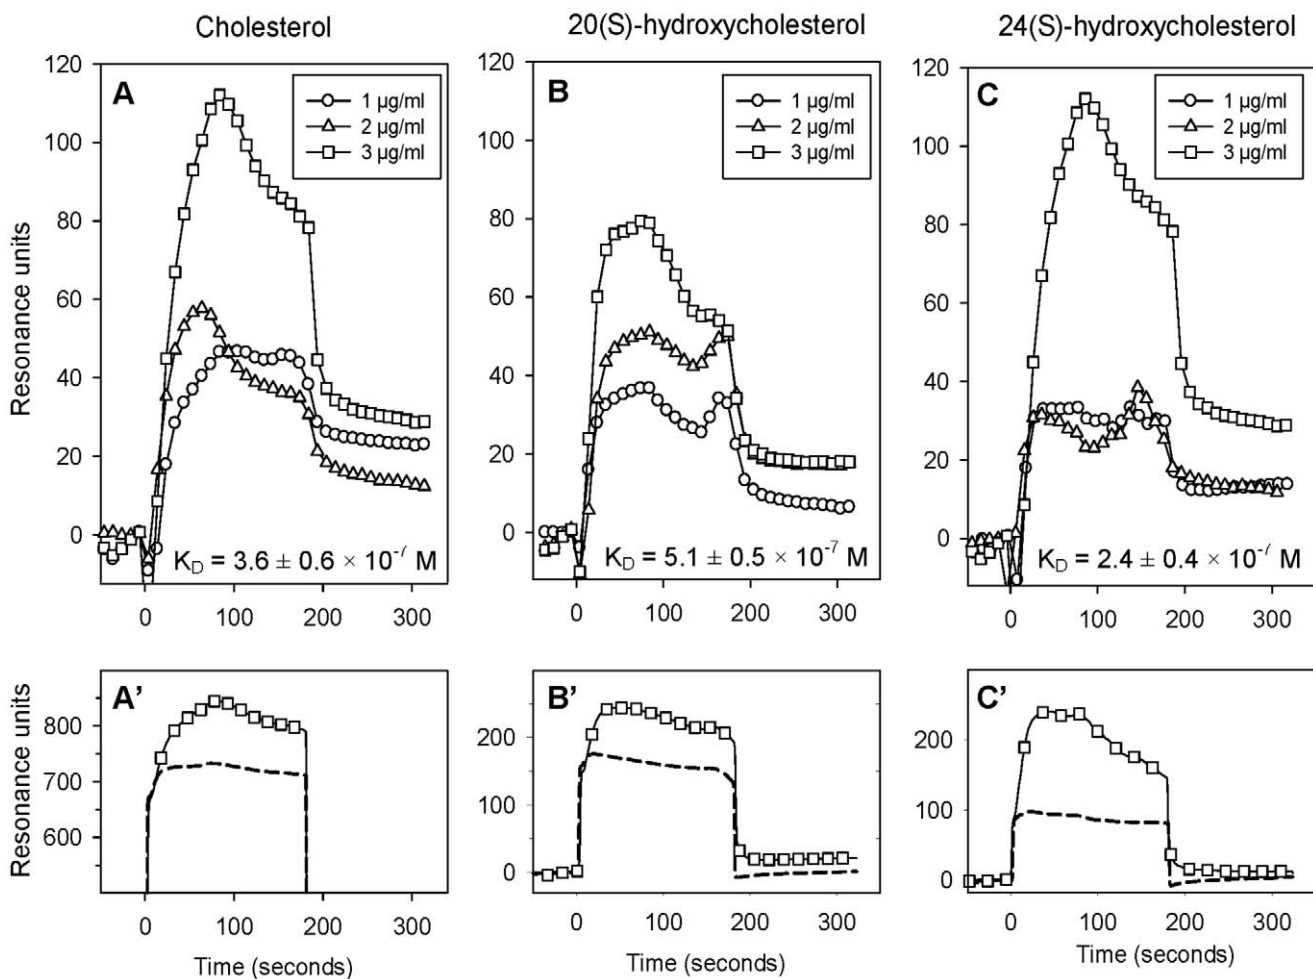 Cholesterol
20(S)-hydroxycholesterol
24(S)-hydroxycholesterol
A
1 µg/ml
2 µg/ml
3 µg/ml
B
1 µg/ml
2 µg/ml
3 µg/ml
C
1 µg/ml
2 µg/ml
3 µg/ml
Resonance units
120
100
80
60
40
20
0
120
100
80
60
40
20
0
120
100
80
60
40
20
0
K_D = 3.6 ± 0.6 × 10⁻⁷ M
K_D = 5.1 ± 0.5 × 10⁻⁷ M
K_D = 2.4 ± 0.4 × 10⁻⁷ M
0 100 200 300
0 100 200 300
0 100 200 300
A'
B'
C'
Resonance units
800
700
600
200
100
0
200
100
0
0 100 200 300
0 100 200 300
0 100 200 300
Time (seconds)
Time (seconds)
Time (seconds)